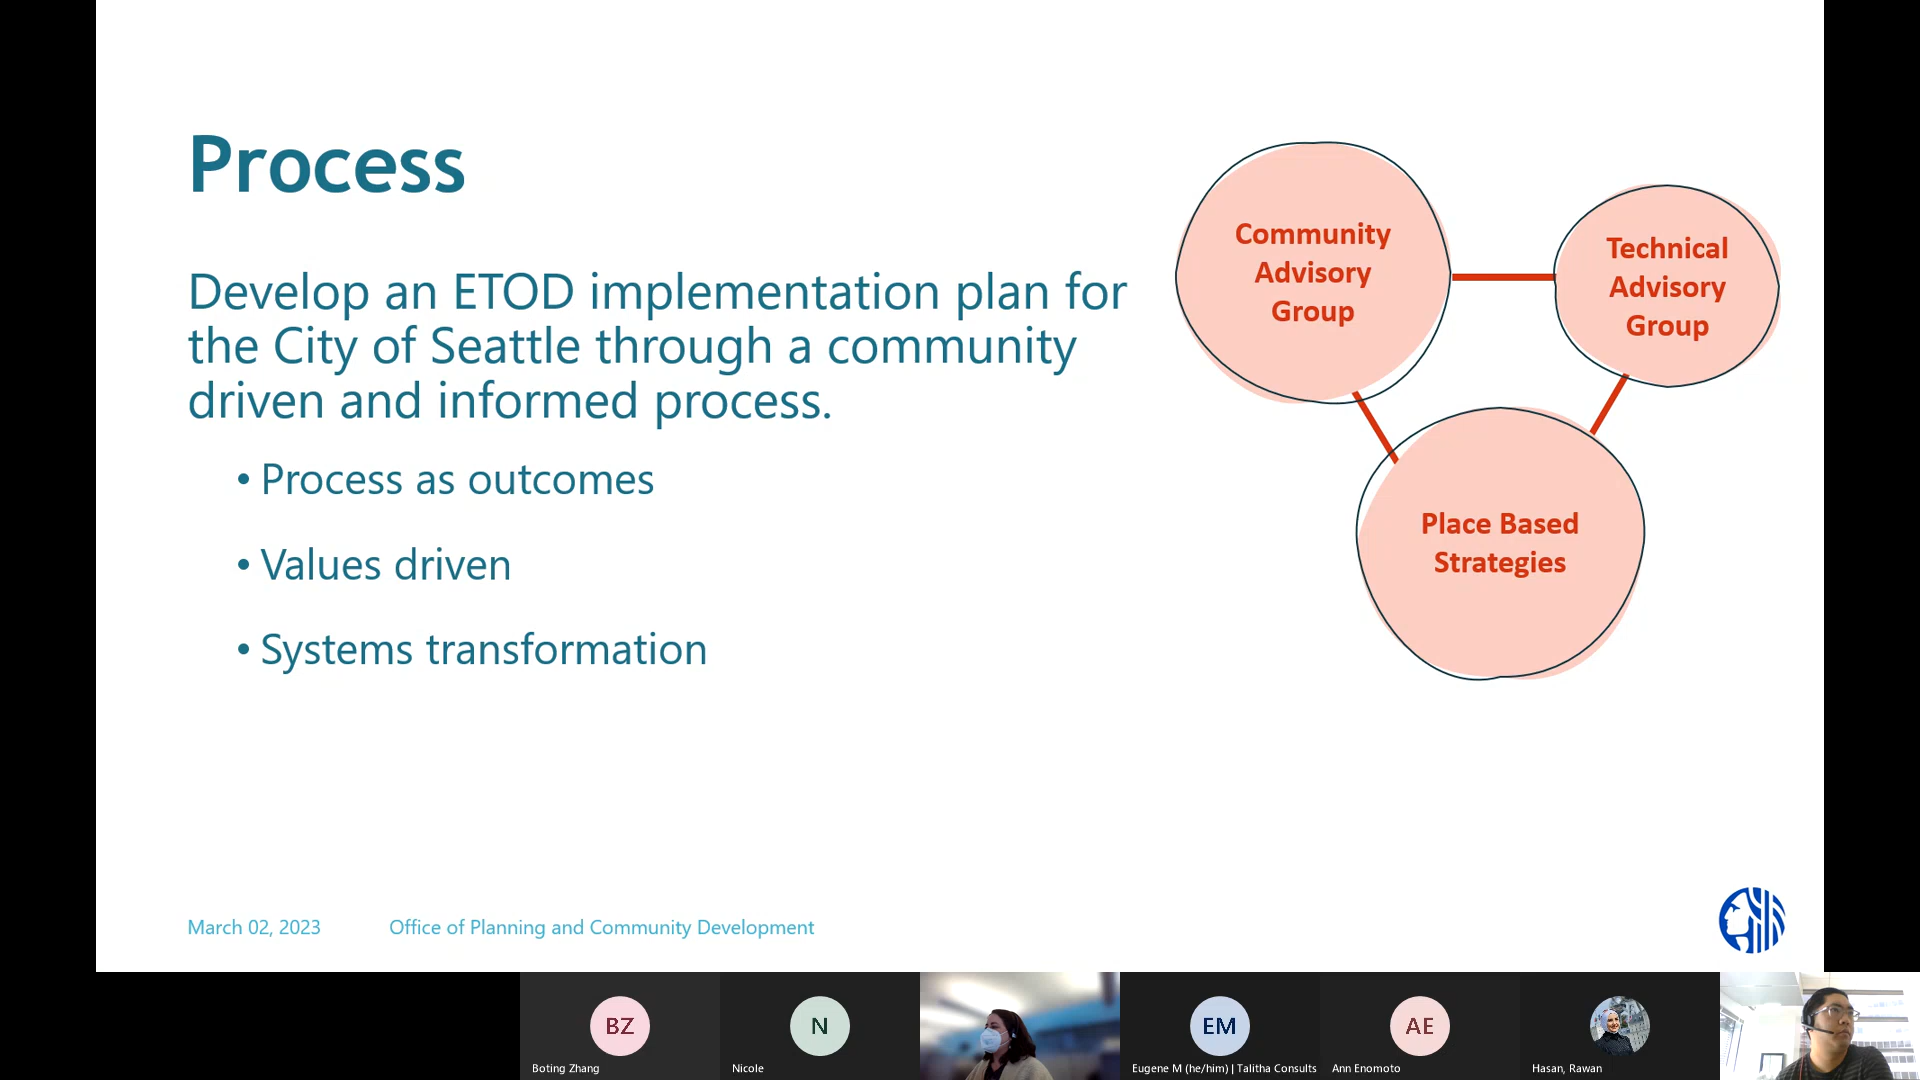 Process
Develop an ETOD implementation plan for
the City of Seattle through a community
driven and informed process.
• Process as outcomes
• Values driven
• Systems transformation
Community
Advisory
Group
Technical
Advisory
Group
Place Based
Strategies
March 02, 2023
Office of Planning and Community Development
BZ
Boting Zhang
N
Nicole
EM
Eugene M (he/him) | Talitha Consults
AE
Ann Enomoto
Hasan, Rawan